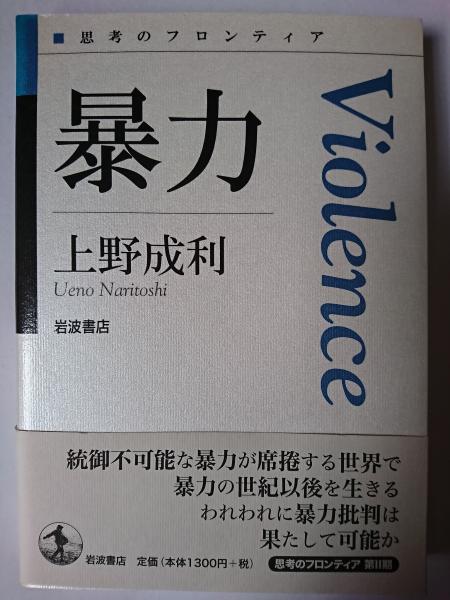 ■ 思考のフロンティア
暴力
Violence
上野成利
Ueno Naritoshi
岩波書店
統御不可能な暴力が席捲する世界で
暴力の世紀以後を生きる
われわれに暴力批判は
果たして可能か
岩波書店 定価(本体1300円+税) 思考のフロンティア 第II期